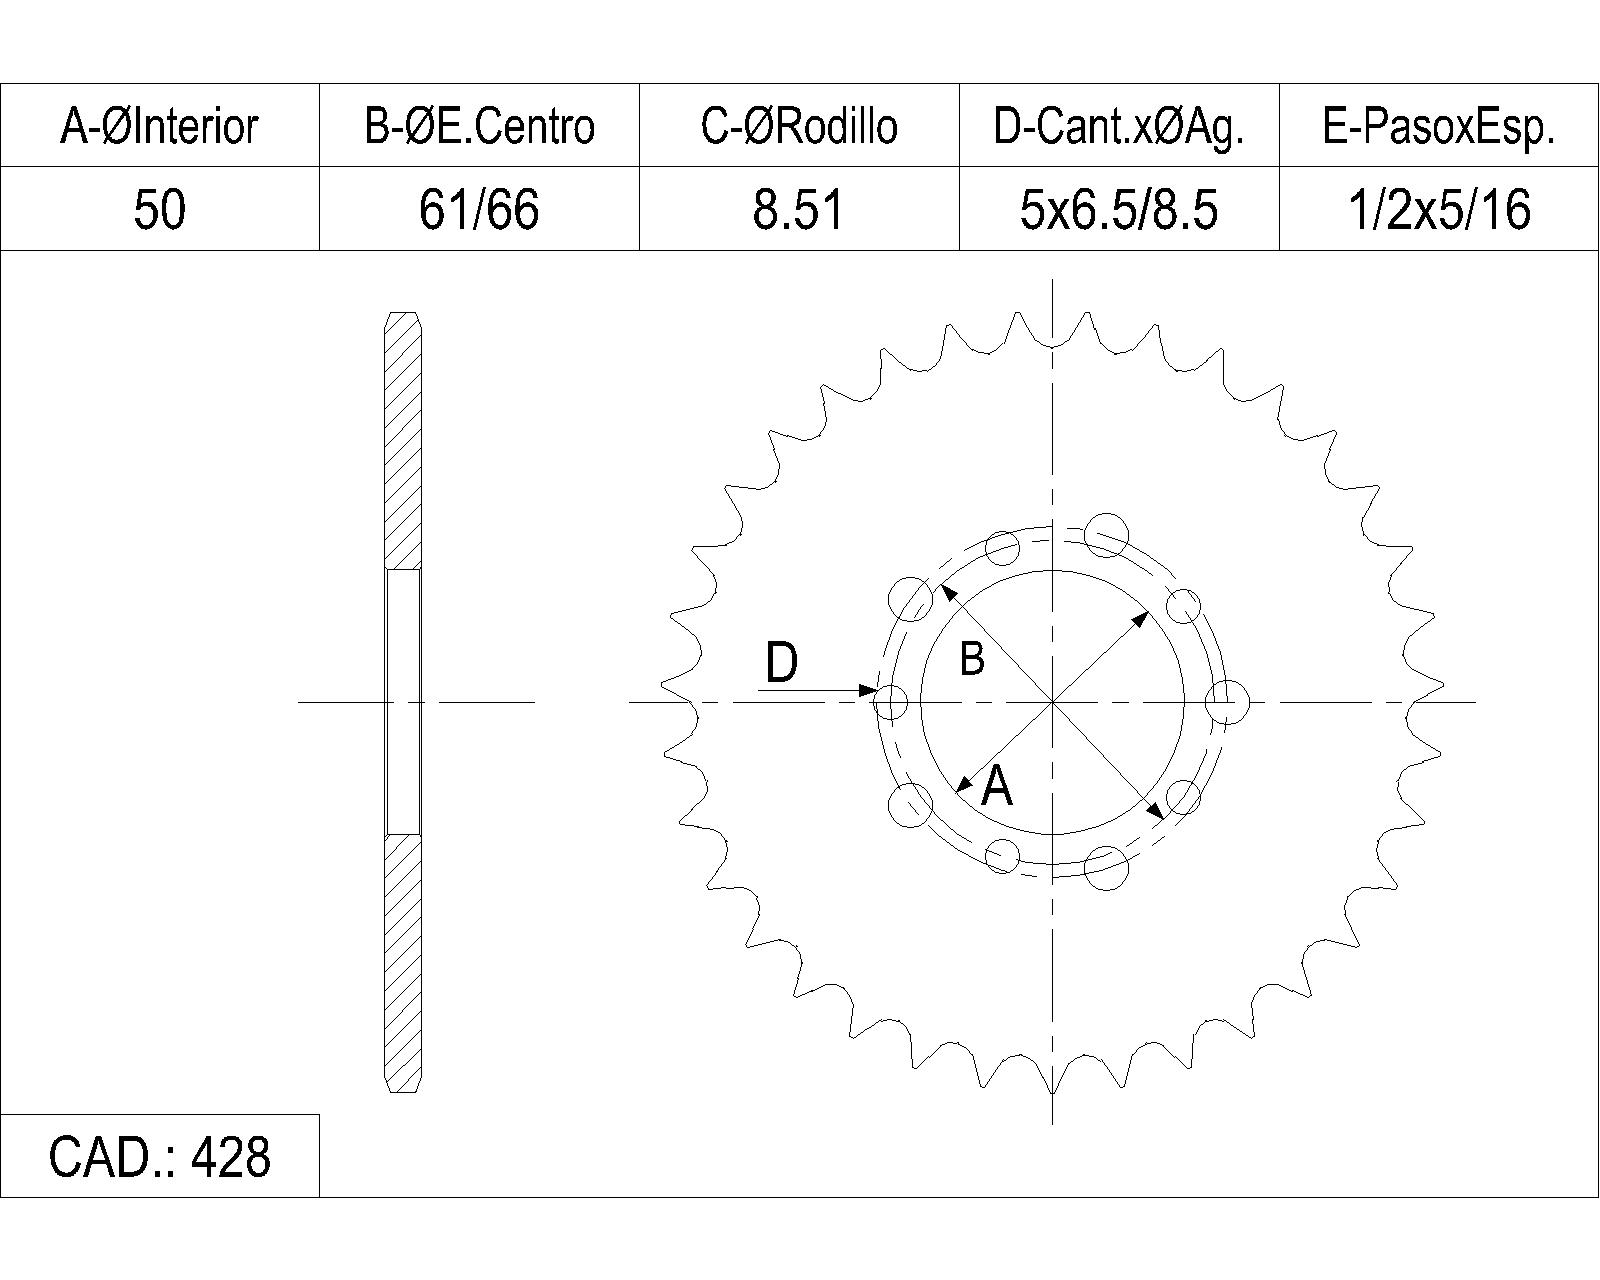 A-ØInterior B-ØE.Centro C-ØRodillo D-Cant.xØAg. E-PasoxEsp.
50 61/66 8.51 5x6.5/8.5 1/2x5/16
D
B
A
CAD.: 428